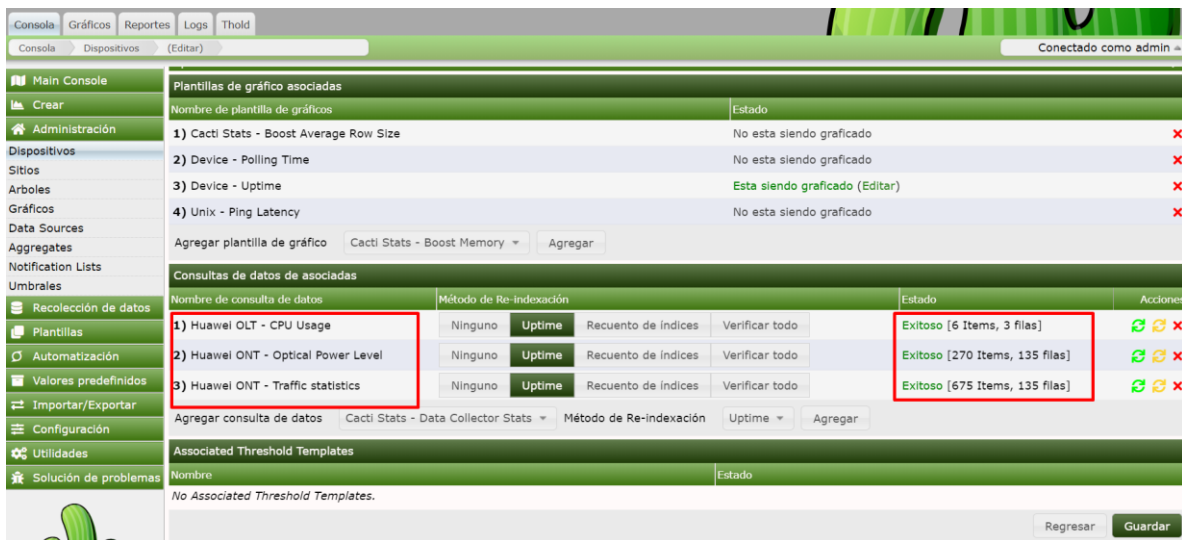 Consola Gráficos Reportes Logs Thold
Consola Dispositivos (Editar) Conectado como admin
Main Console
Crear
Administración
Dispositivos
Sitios
Arboles
Gráficos
Data Sources
Aggregates
Notification Lists
Umbrales
Recolección de datos
Plantillas
Automatización
Valores predefinidos
Importar/Exportar
Configuración
Utilidades
Solución de problemas
Plantillas de gráfico asociadas
Nombre de plantilla de gráficos Estado
1) Cacti Stats - Boost Average Row Size No esta siendo graficado
2) Device - Polling Time No esta siendo graficado
3) Device - Uptime Esta siendo graficado (Editar)
4) Unix - Ping Latency No esta siendo graficado
Agregar plantilla de gráfico Cacti Stats - Boost Memory Agregar
Consultas de datos de asociadas
Nombre de consulta de datos Método de Re-indexación Estado Acciones
1) Huawei OLT - CPU Usage Ninguno Uptime Recuento de índices Verificar todo Exitoso [6 Items, 3 filas]
2) Huawei ONT - Optical Power Level Ninguno Uptime Recuento de índices Verificar todo Exitoso [270 Items, 135 filas]
3) Huawei ONT - Traffic statistics Ninguno Uptime Recuento de índices Verificar todo Exitoso [675 Items, 135 filas]
Agregar consulta de datos Cacti Stats - Data Collector Stats Método de Re-indexación Uptime Agregar
Associated Threshold Templates
Nombre Estado
No Associated Threshold Templates.
Regresar Guardar